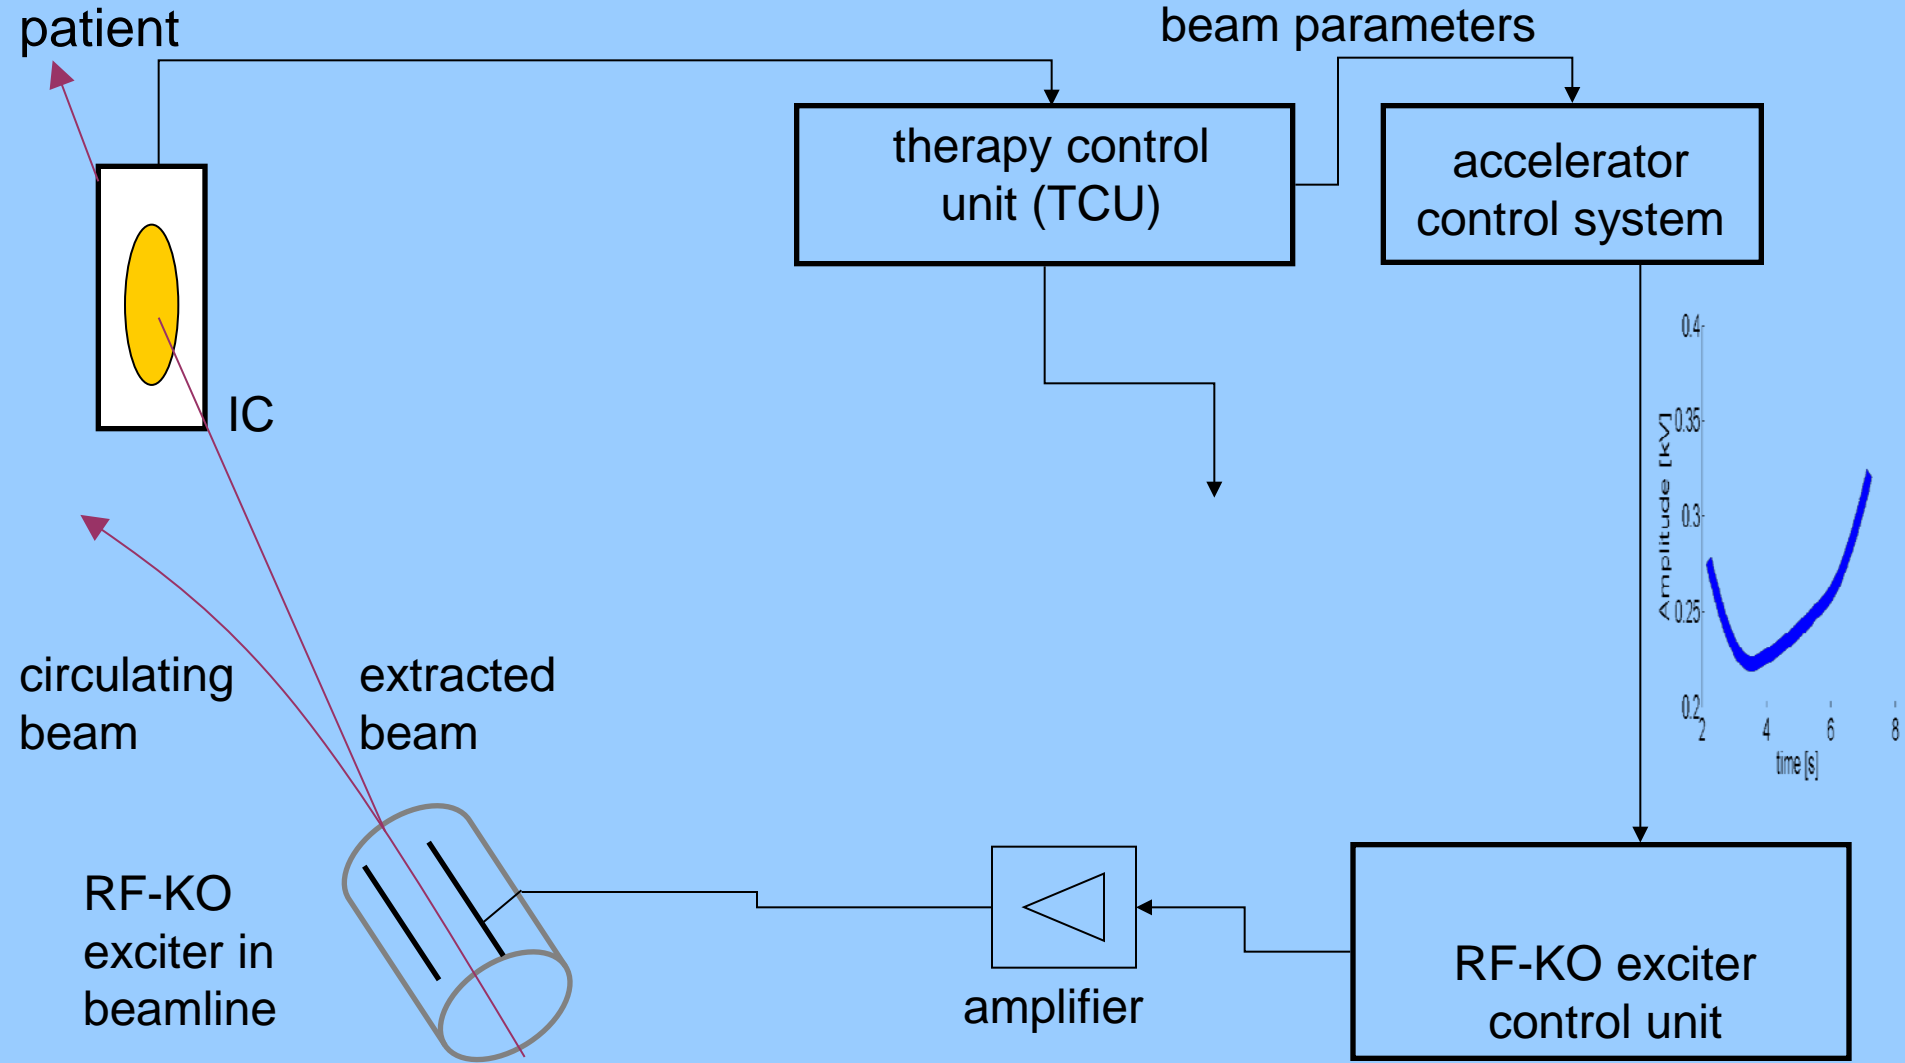 patient
beam parameters
therapy control
unit (TCU)
accelerator
control system
IC
0.4
0.35
0.3
0.25
0.2
Amplitude [kV]
2
4
6
8
time [s]
circulating
beam
extracted
beam
RF-KO
exciter in
beamline
amplifier
RF-KO exciter
control unit